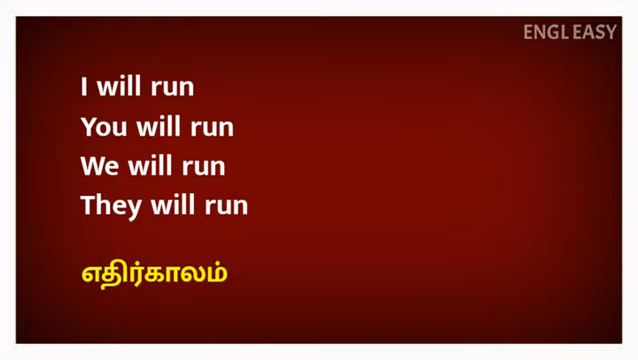 ENGL EASY
I will run
You will run
We will run
They will run
எதிர்காலம்